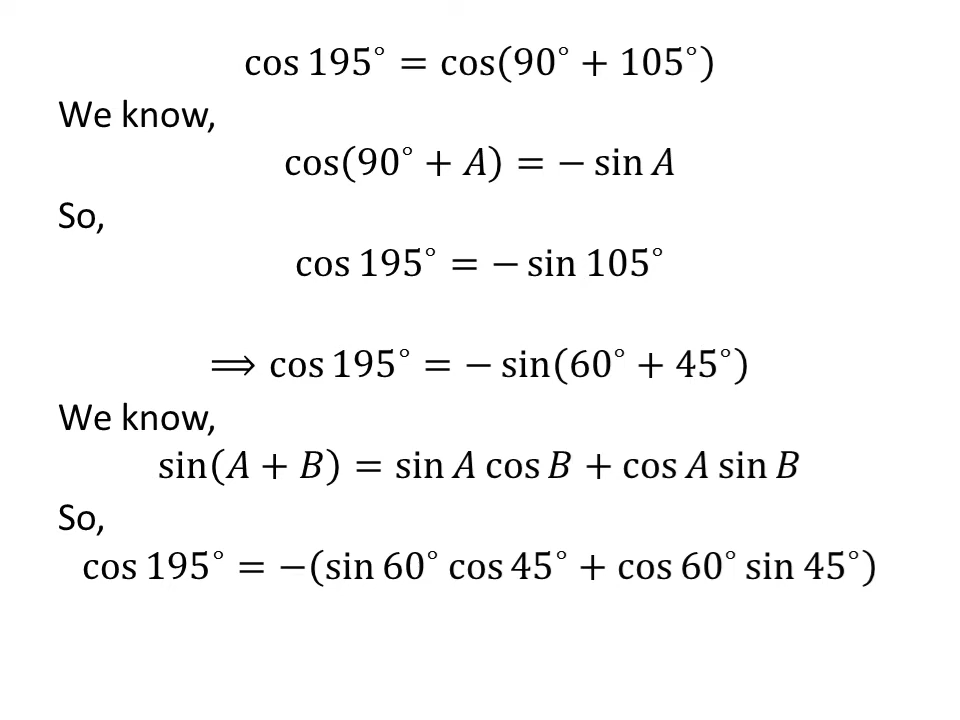 cos 195° = cos(90° + 105°)
We know,
cos(90° + A) = − sin A
So,
cos 195° = − sin 105°
⟹ cos 195° = − sin(60° + 45°)
We know,
sin(A + B) = sin A cos B + cos A sin B
So,
cos 195° = −(sin 60° cos 45° + cos 60° sin 45°)